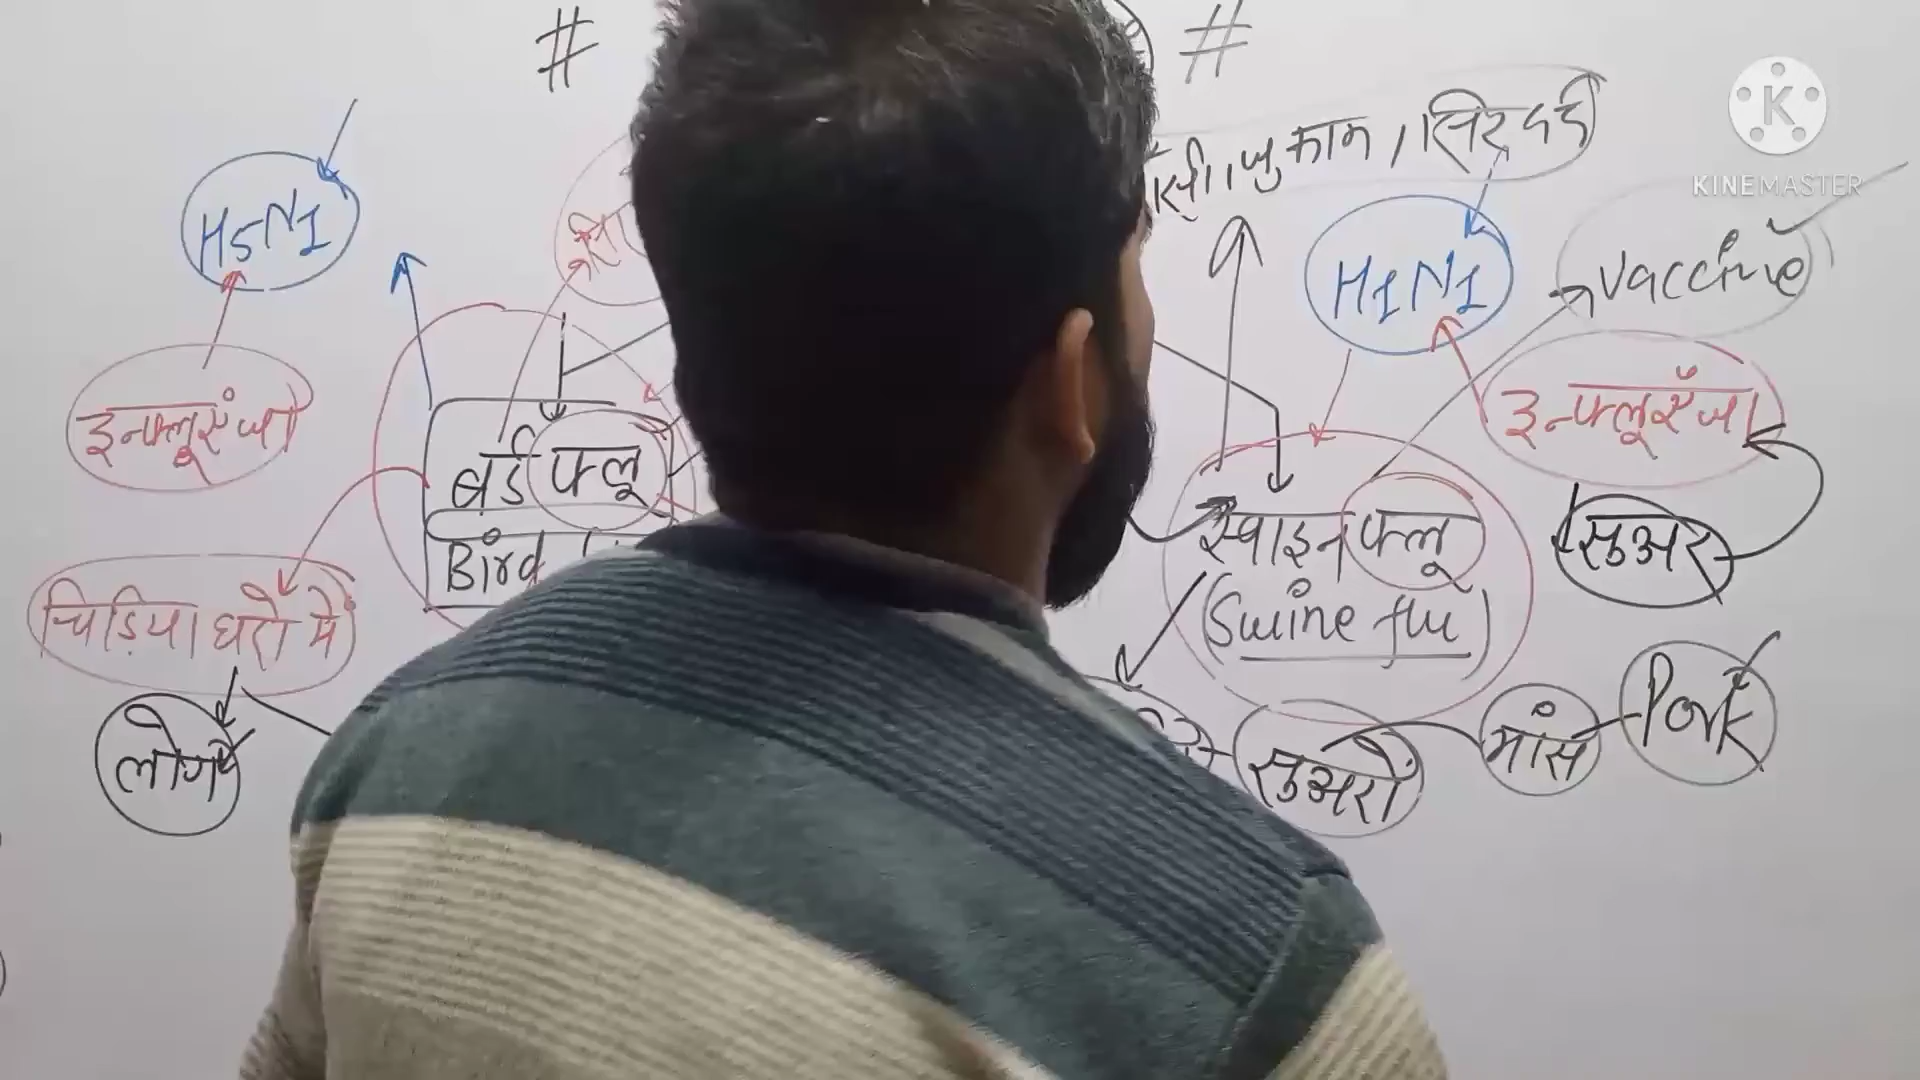 # #
जुकाम, सिर दर्द
KINEMASTER
H5N1
H1N1
vaccine
इन्फ्लूएंजा
इन्फ्लूएंजा
बर्ड फ्लू
Bird
स्वाइन फ्लू
(Swine flu)
सुअर
चिड़िया घरो मे
लोग
सुअरों
मांस
Pork